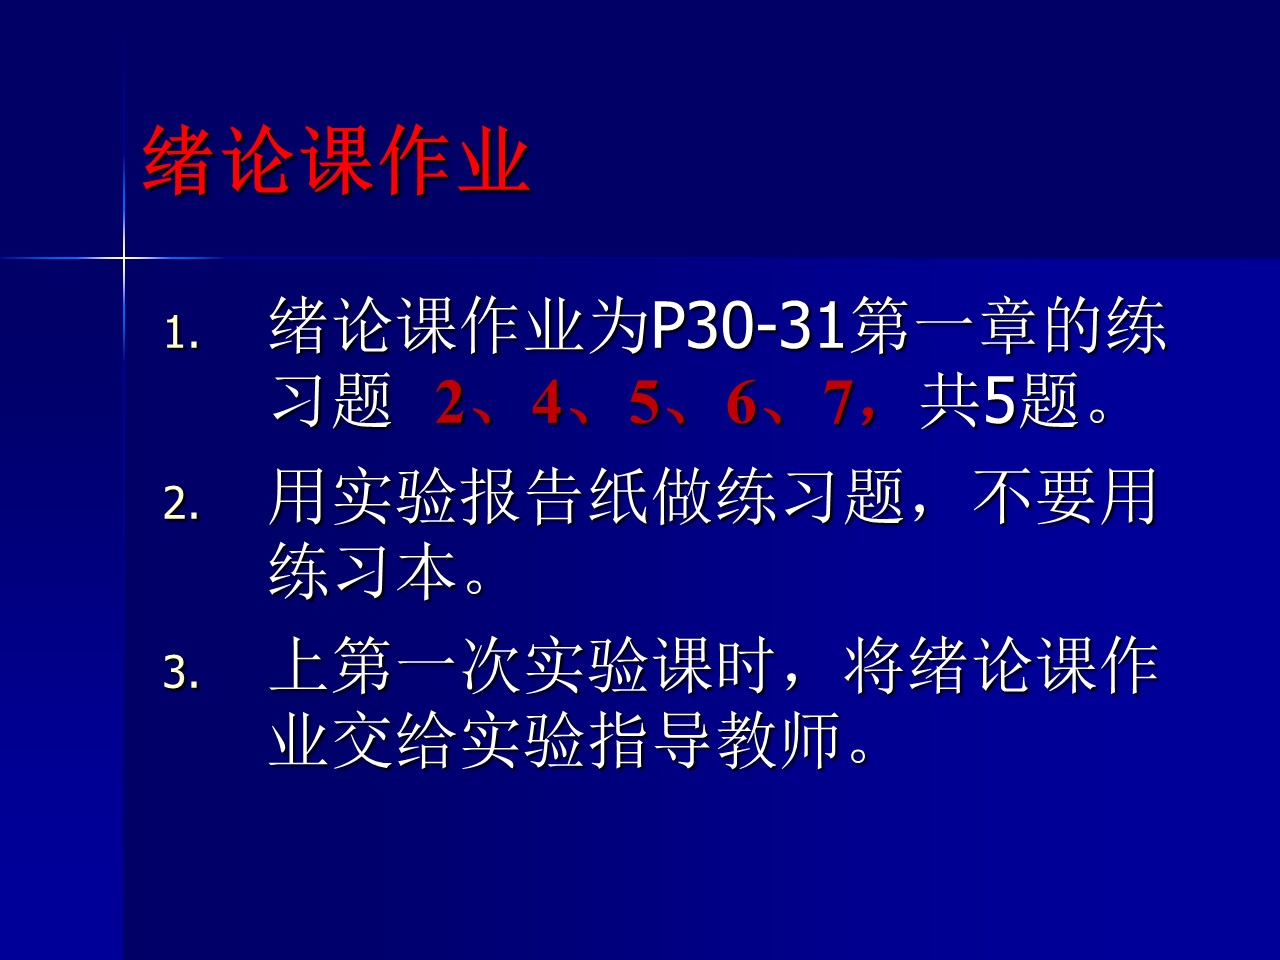 绪论课作业
1. 绪论课作业为P30-31第一章的练
习题 2、4、5、6、7，共5题。
2. 用实验报告纸做练习题，不要用
练习本。
3. 上第一次实验课时，将绪论课作
业交给实验指导教师。